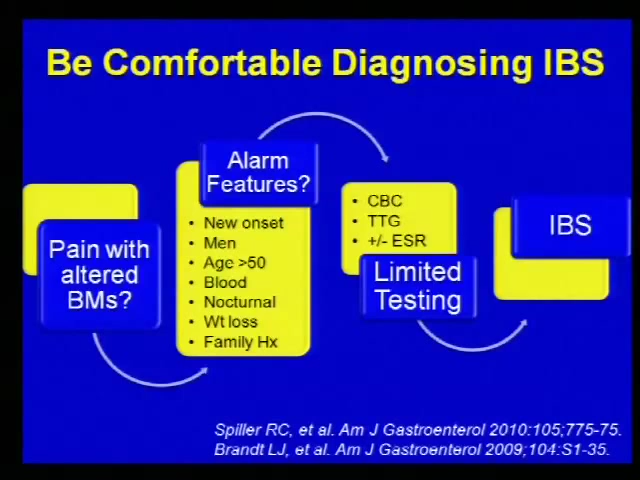 Be Comfortable Diagnosing IBS
Pain with
altered
BMs?
Alarm
Features?
• New onset
• Men
• Age >50
• Blood
• Nocturnal
• Wt loss
• Family Hx
• CBC
• TTG
• +/- ESR
Limited
Testing
IBS
Spiller RC, et al. Am J Gastroenterol 2010:105;775-75.
Brandt LJ, et al. Am J Gastroenterol 2009;104:S1-35.